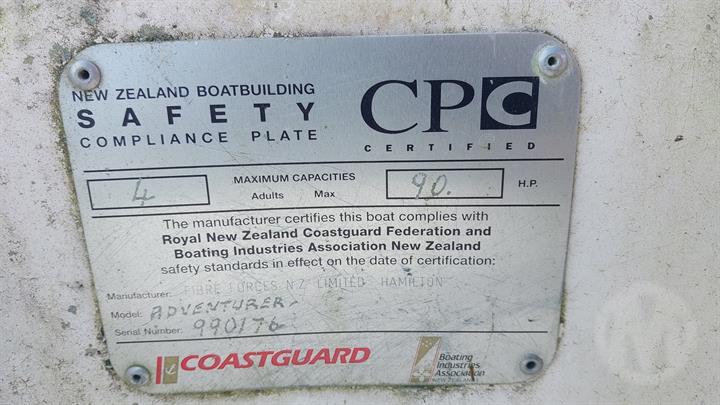 NEW ZEALAND BOATBUILDING
SAFETY
COMPLIANCE PLATE
CPC
CERTIFIED
4 MAXIMUM CAPACITIES 90. H.P.
Adults Max
The manufacturer certifies this boat complies with
Royal New Zealand Coastguard Federation and
Boating Industries Association New Zealand
safety standards in effect on the date of certification:
Manufacturer: FIBRE FORCES N.Z. LIMITED HAMILTON
Model: ADVENTURER
Serial Number: 990176
COASTGUARD
Boating
Industries
Association
NEW ZEALAND